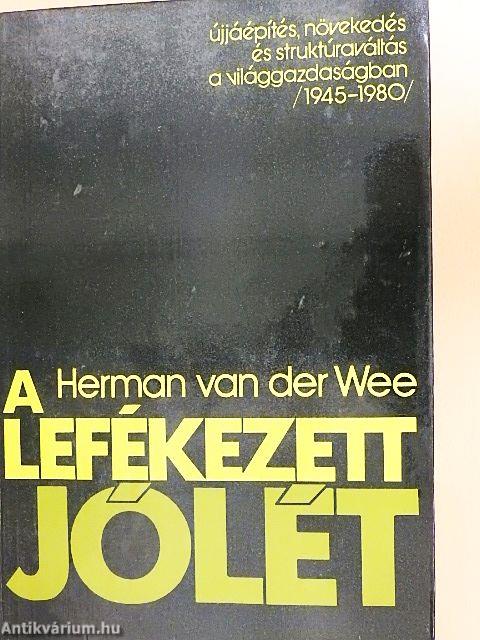 újjáépítés, növekedés
és struktúraváltás
a világgazdaságban
/1945-1980/
A Herman van der Wee
LEFÉKEZETT
JÓLÉT
Antikvárium.hu